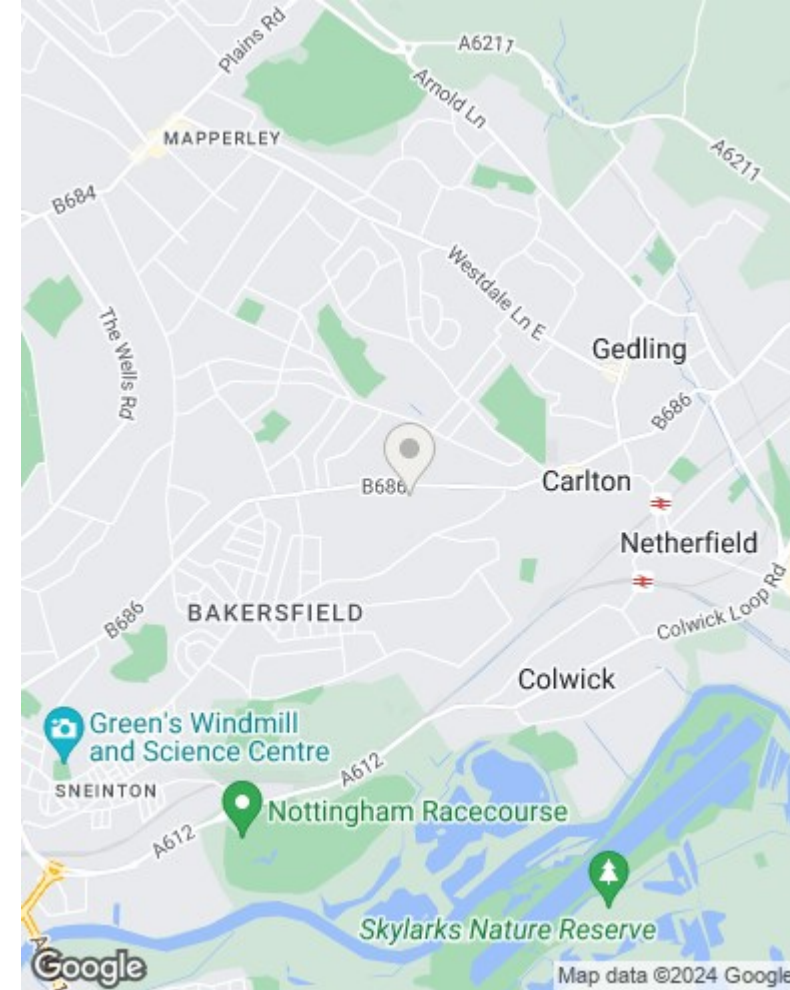 Plains Rd
A6211
Arnold Ln
MAPPERLEY
A6211
B684
Westdale Ln E
The Wells Rd
Gedling
B686
B686
Carlton
Netherfield
B686
BAKERSFIELD
Colwick Loop Rd
Colwick
Green's Windmill
and Science Centre
SNEINTON
A612
Nottingham Racecourse
A612
Skylarks Nature Reserve
Google
Map data ©2024 Google